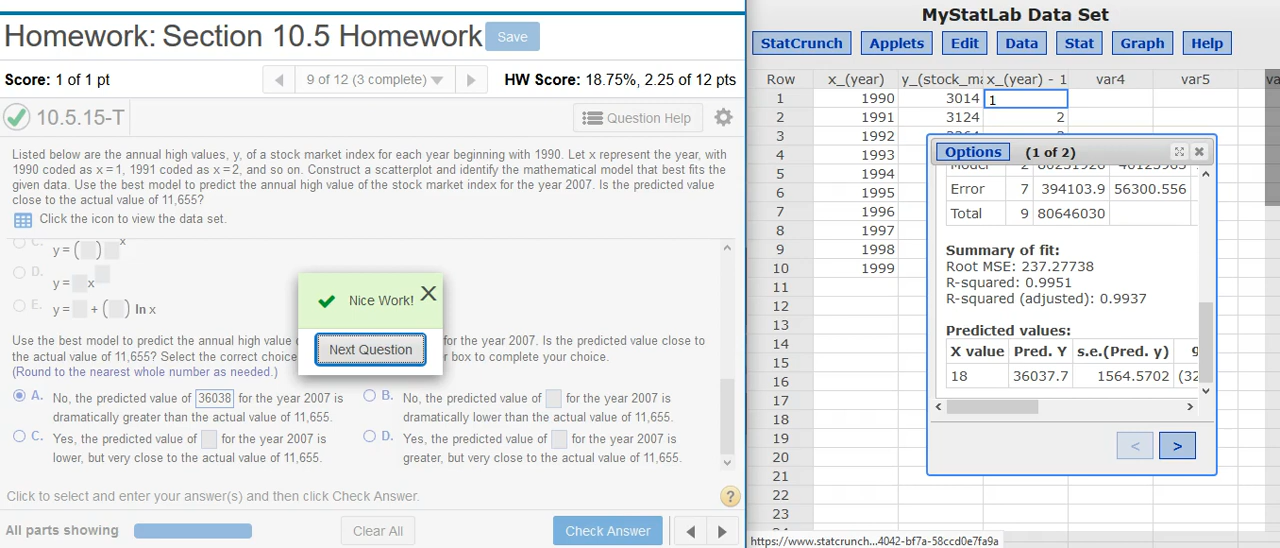 Homework: Section 10.5 Homework
Save
Score: 1 of 1 pt
9 of 12 (3 complete)
HW Score: 18.75%, 2.25 of 12 pts
10.5.15-T
Question Help
Listed below are the annual high values, y, of a stock market index for each year beginning with 1990. Let x represent the year, with
1990 coded as x = 1, 1991 coded as x = 2, and so on. Construct a scatterplot and identify the mathematical model that best fits the
given data. Use the best model to predict the annual high value of the stock market index for the year 2007. Is the predicted value
close to the actual value of 11,655?
Click the icon to view the data set.
C. y = ( ) x
D. y = x
E. y = + ( ) ln x
Nice Work! X
Next Question
Use the best model to predict the annual high value for the year 2007. Is the predicted value close to
the actual value of 11,655? Select the correct choice r box to complete your choice.
(Round to the nearest whole number as needed.)
A. No, the predicted value of 36038 for the year 2007 is
dramatically greater than the actual value of 11,655.
B. No, the predicted value of for the year 2007 is
dramatically lower than the actual value of 11,655.
C. Yes, the predicted value of for the year 2007 is
lower, but very close to the actual value of 11,655.
D. Yes, the predicted value of for the year 2007 is
greater, but very close to the actual value of 11,655.
Click to select and enter your answer(s) and then click Check Answer.
?
All parts showing
Clear All
Check Answer
MyStatLab Data Set
StatCrunch Applets Edit Data Stat Graph Help
Row x_(year) y_(stock_ma x_(year) - 1 var4 var5 va
1 1990 3014 1
2 1991 3124 2
3 1992
4 1993
5 1994
6 1995
7 1996
8 1997
9 1998
10 1999
11
12
13
14
15
16
17
18
19
20
21
22
23
Options (1 of 2)
Error 7 394103.9 56300.556
Total 9 80646030
Summary of fit:
Root MSE: 237.27738
R-squared: 0.9951
R-squared (adjusted): 0.9937
Predicted values:
X value Pred. Y s.e.(Pred. y) 9
18 36037.7 1564.5702 (32
< >
https://www.statcrunch...4042-bf7a-58ccd0e7fa9a